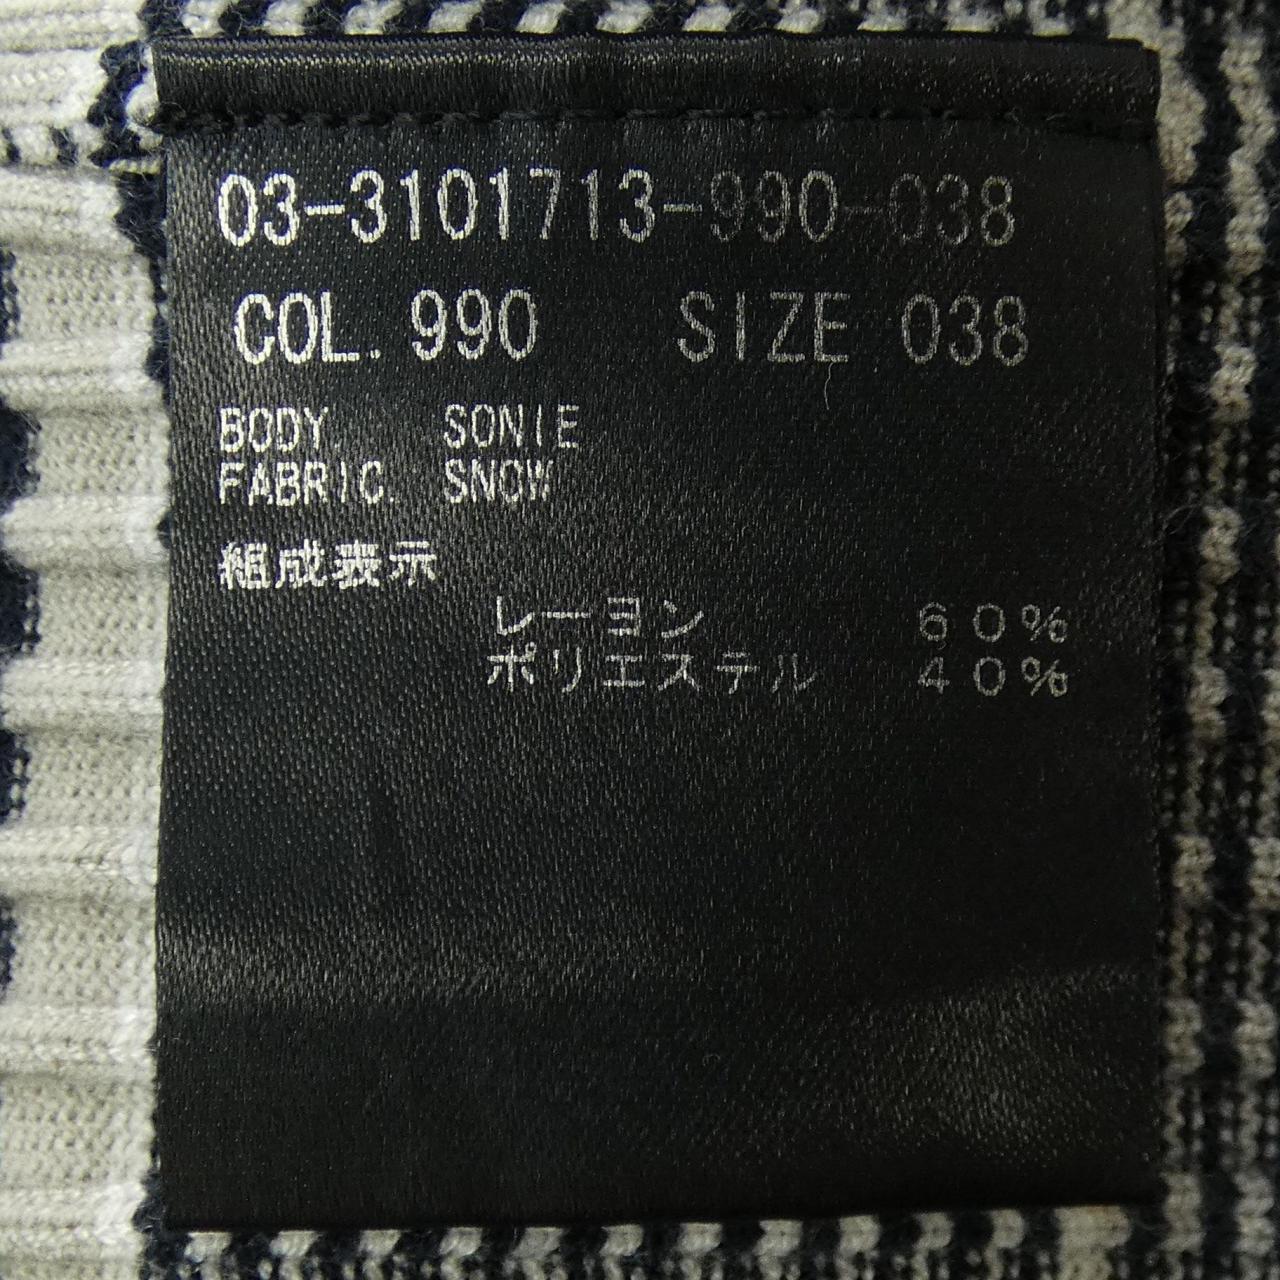 03-3101713-990-038
COL. 990 SIZE 038
BODY. SONIE
FABRIC. SNOW
組成表示
レーヨン 60%
ポリエステル 40%